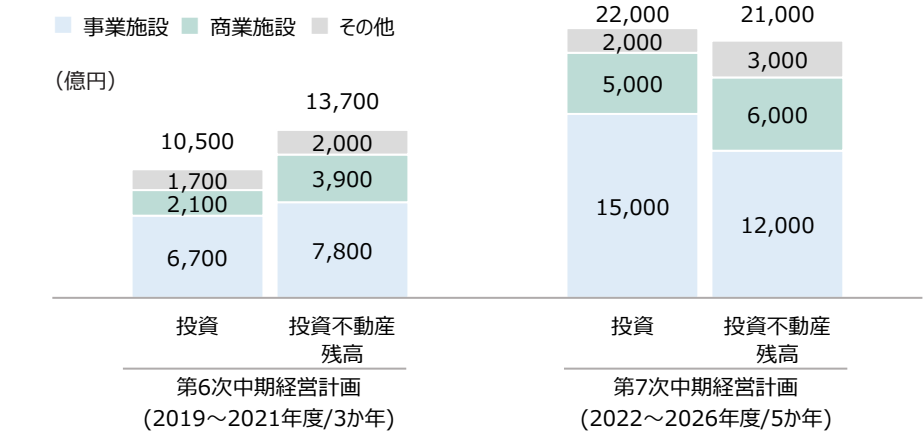 事業施設 商業施設 その他
(億円)
10,500
1,700
2,100
6,700
13,700
2,000
3,900
7,800
22,000
2,000
5,000
15,000
21,000
3,000
6,000
12,000
投資
投資不動産
残高
投資
投資不動産
残高
第6次中期経営計画
(2019～2021年度/3か年)
第7次中期経営計画
(2022～2026年度/5か年)